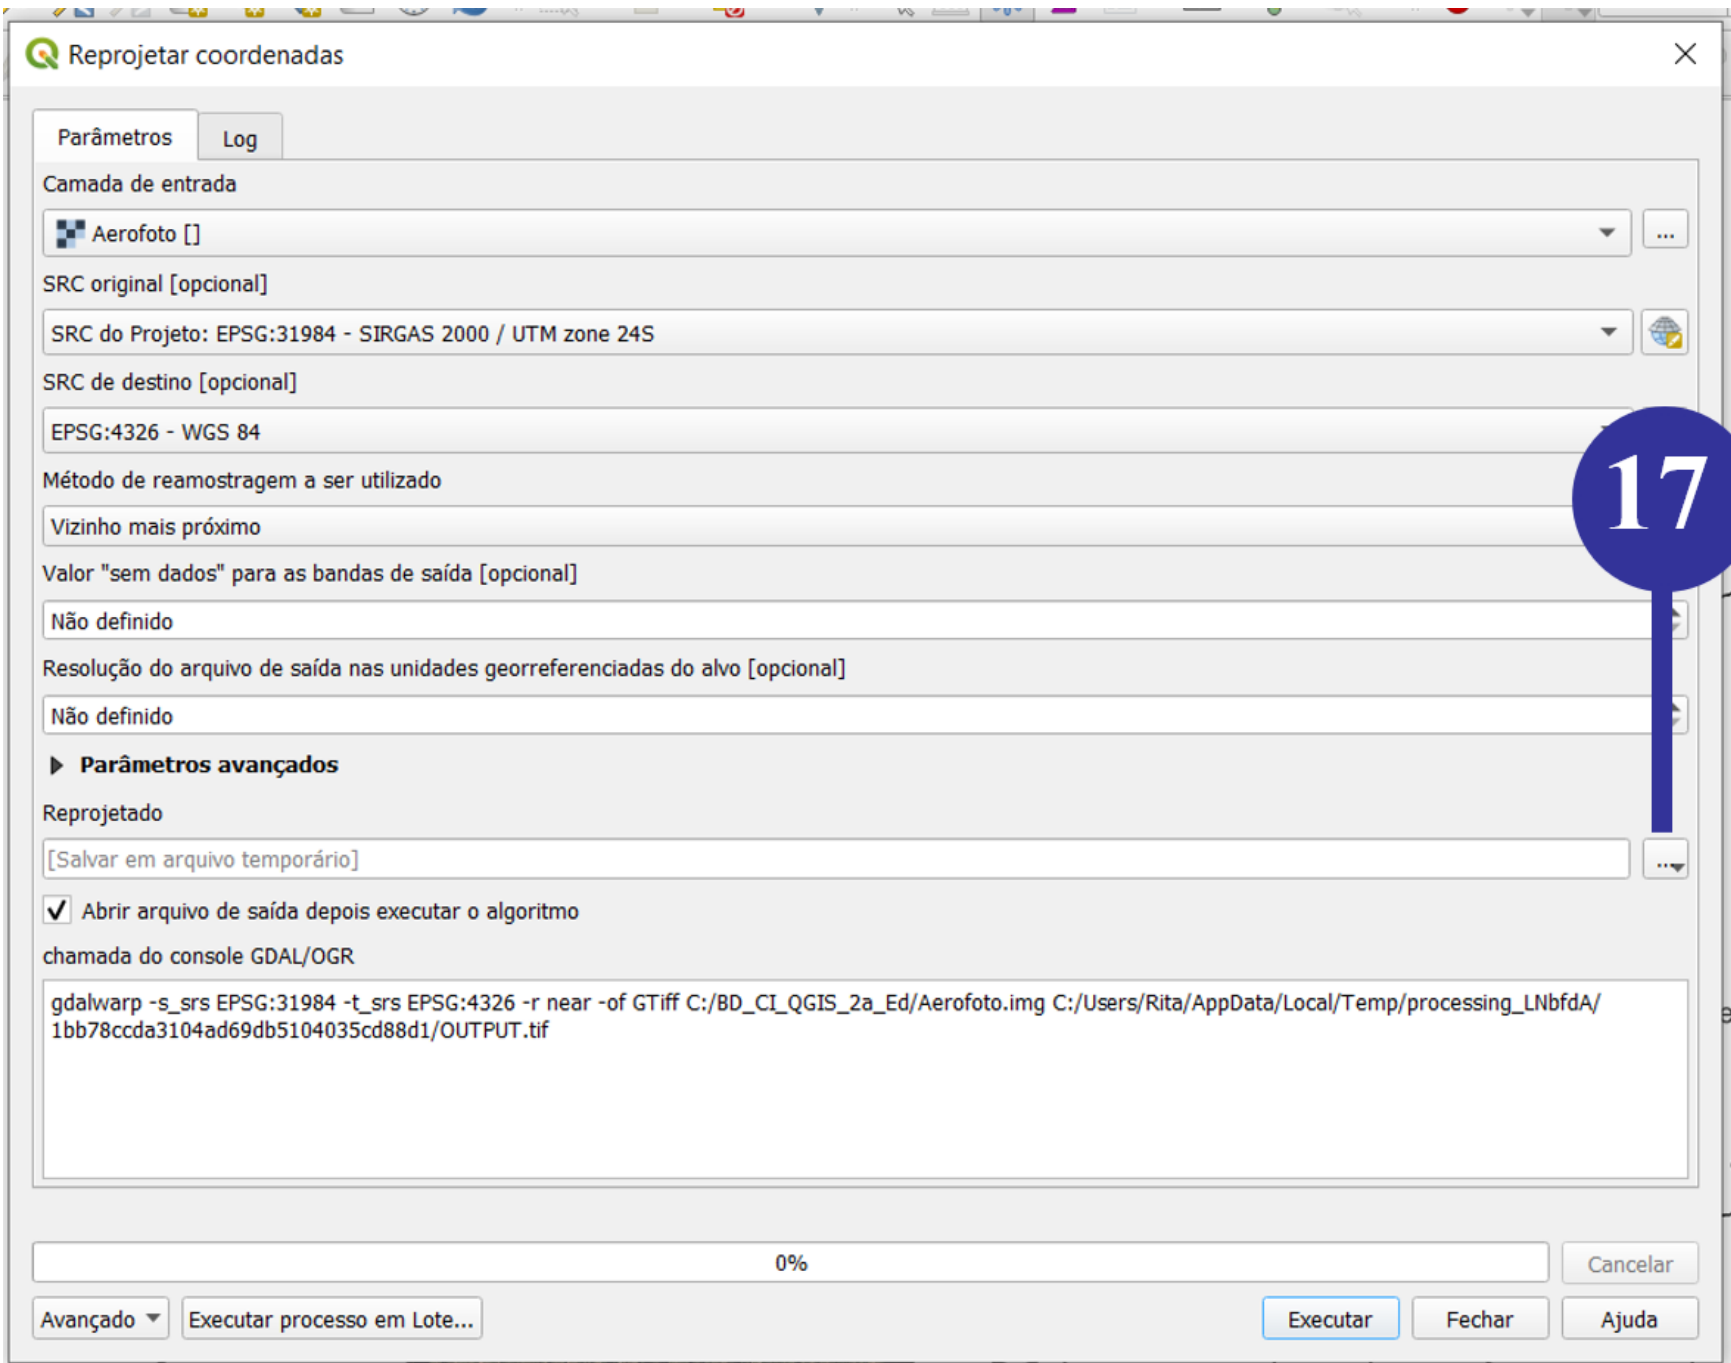 Reprojetar coordenadas
Parâmetros
Log
Camada de entrada
Aerofoto []
...
SRC original [opcional]
SRC do Projeto: EPSG:31984 - SIRGAS 2000 / UTM zone 24S
SRC de destino [opcional]
EPSG:4326 - WGS 84
17
Método de reamostragem a ser utilizado
Vizinho mais próximo
Valor "sem dados" para as bandas de saída [opcional]
Não definido
Resolução do arquivo de saída nas unidades georreferenciadas do alvo [opcional]
Não definido
Parâmetros avançados
Reprojetado
[Salvar em arquivo temporário]
...
Abrir arquivo de saída depois executar o algoritmo
chamada do console GDAL/OGR
gdalwarp -s_srs EPSG:31984 -t_srs EPSG:4326 -r near -of GTiff C:/BD_CI_QGIS_2a_Ed/Aerofoto.img C:/Users/Rita/AppData/Local/Temp/processing_LNbfdA/
1bb78ccda3104ad69db5104035cd88d1/OUTPUT.tif
0%
Cancelar
Avançado
Executar processo em Lote...
Executar
Fechar
Ajuda